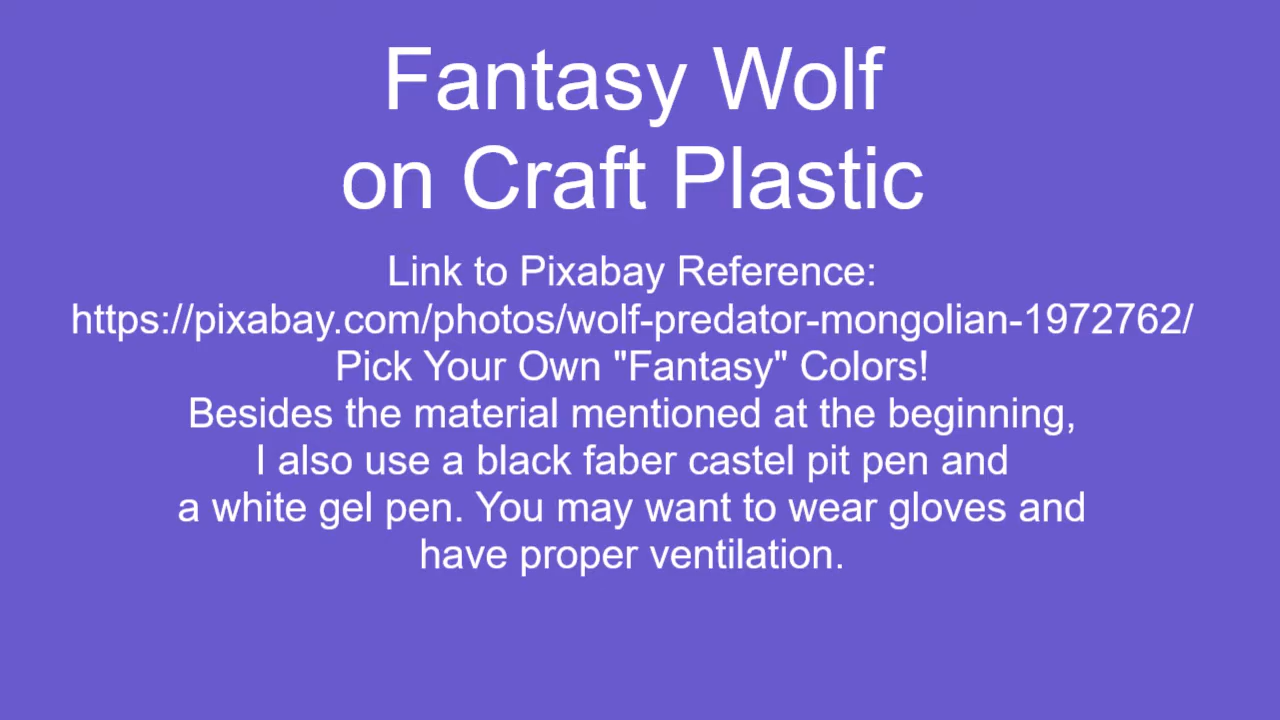 Fantasy Wolf
on Craft Plastic
Link to Pixabay Reference:
https://pixabay.com/photos/wolf-predator-mongolian-1972762/
Pick Your Own "Fantasy" Colors!
Besides the material mentioned at the beginning,
I also use a black faber castel pit pen and
a white gel pen. You may want to wear gloves and
have proper ventilation.